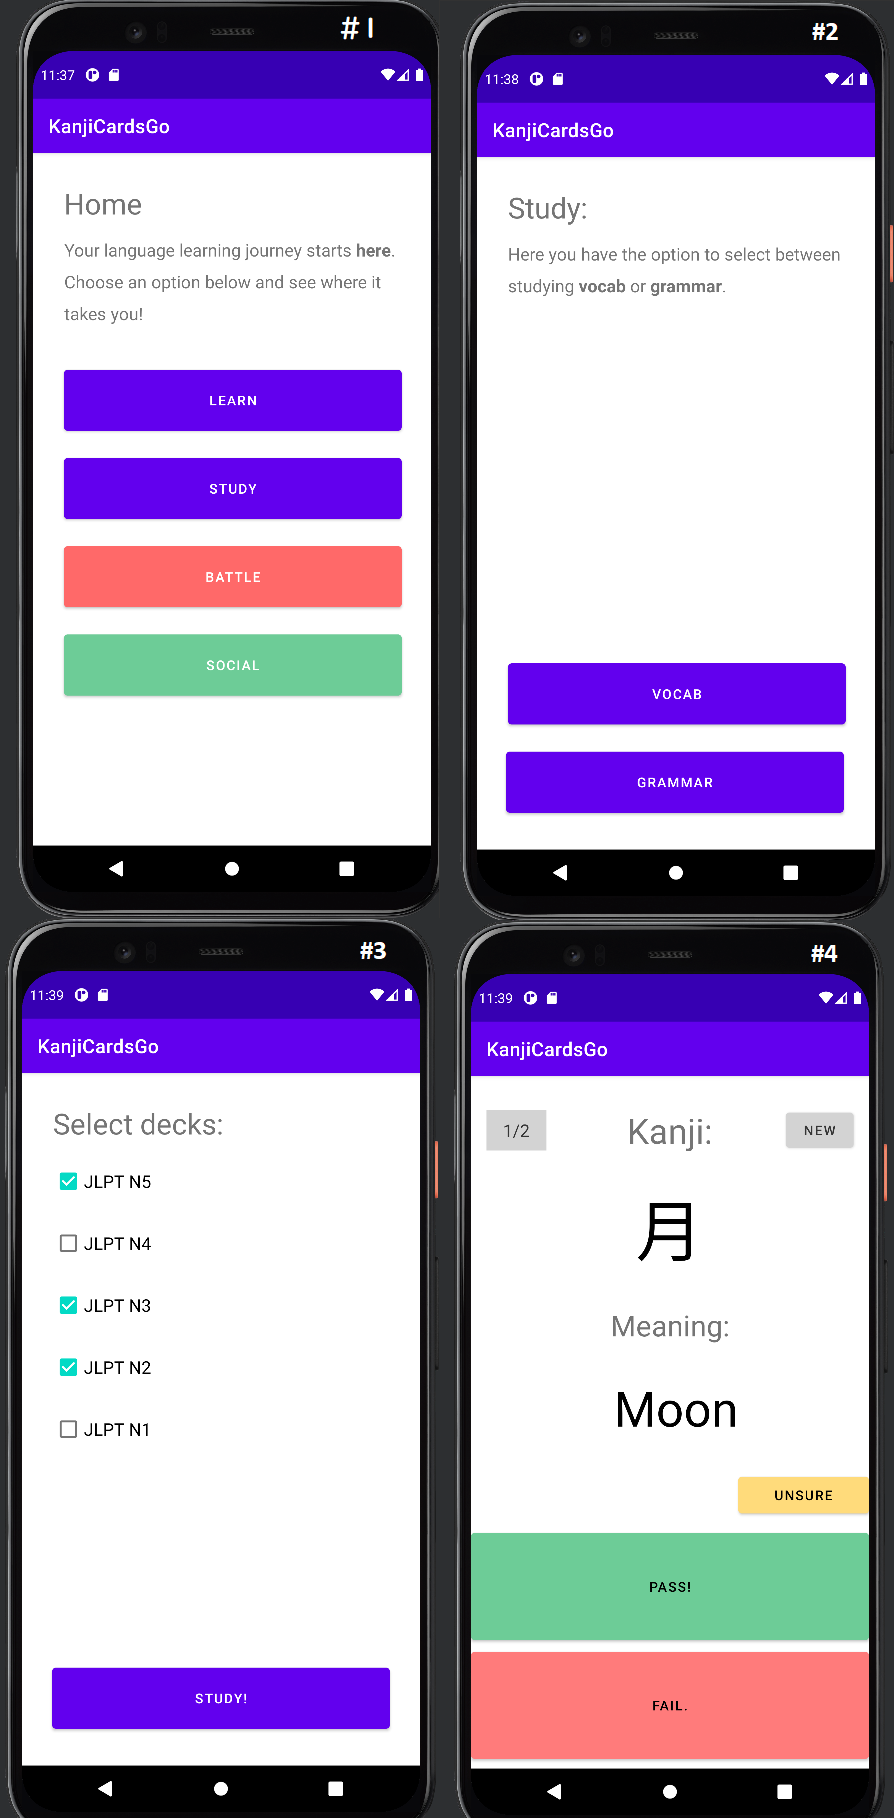 #1
11:37
KanjiCardsGo
Home
Your language learning journey starts here.
Choose an option below and see where it
takes you!
LEARN
STUDY
BATTLE
SOCIAL
#2
11:38
KanjiCardsGo
Study:
Here you have the option to select between
studying vocab or grammar.
VOCAB
GRAMMAR
#3
11:39
KanjiCardsGo
Select decks:
JLPT N5
JLPT N4
JLPT N3
JLPT N2
JLPT N1
STUDY!
#4
11:39
KanjiCardsGo
1/2 Kanji: NEW
月
Meaning:
Moon
UNSURE
PASS!
FAIL.